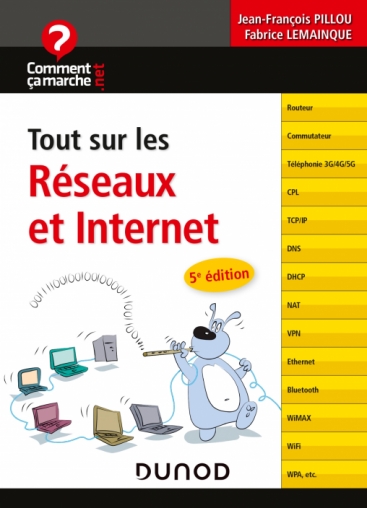 Jean-François PILLOU
Fabrice LEMAINQUE
?
Comment
ça marche
.net
Tout sur les
Réseaux
et Internet
5e édition
Routeur
Commutateur
Téléphonie 3G/4G/5G
CPL
TCP/IP
DNS
DHCP
NAT
VPN
Ethernet
Bluetooth
WiMAX
WiFi
WPA, etc.
DUNOD